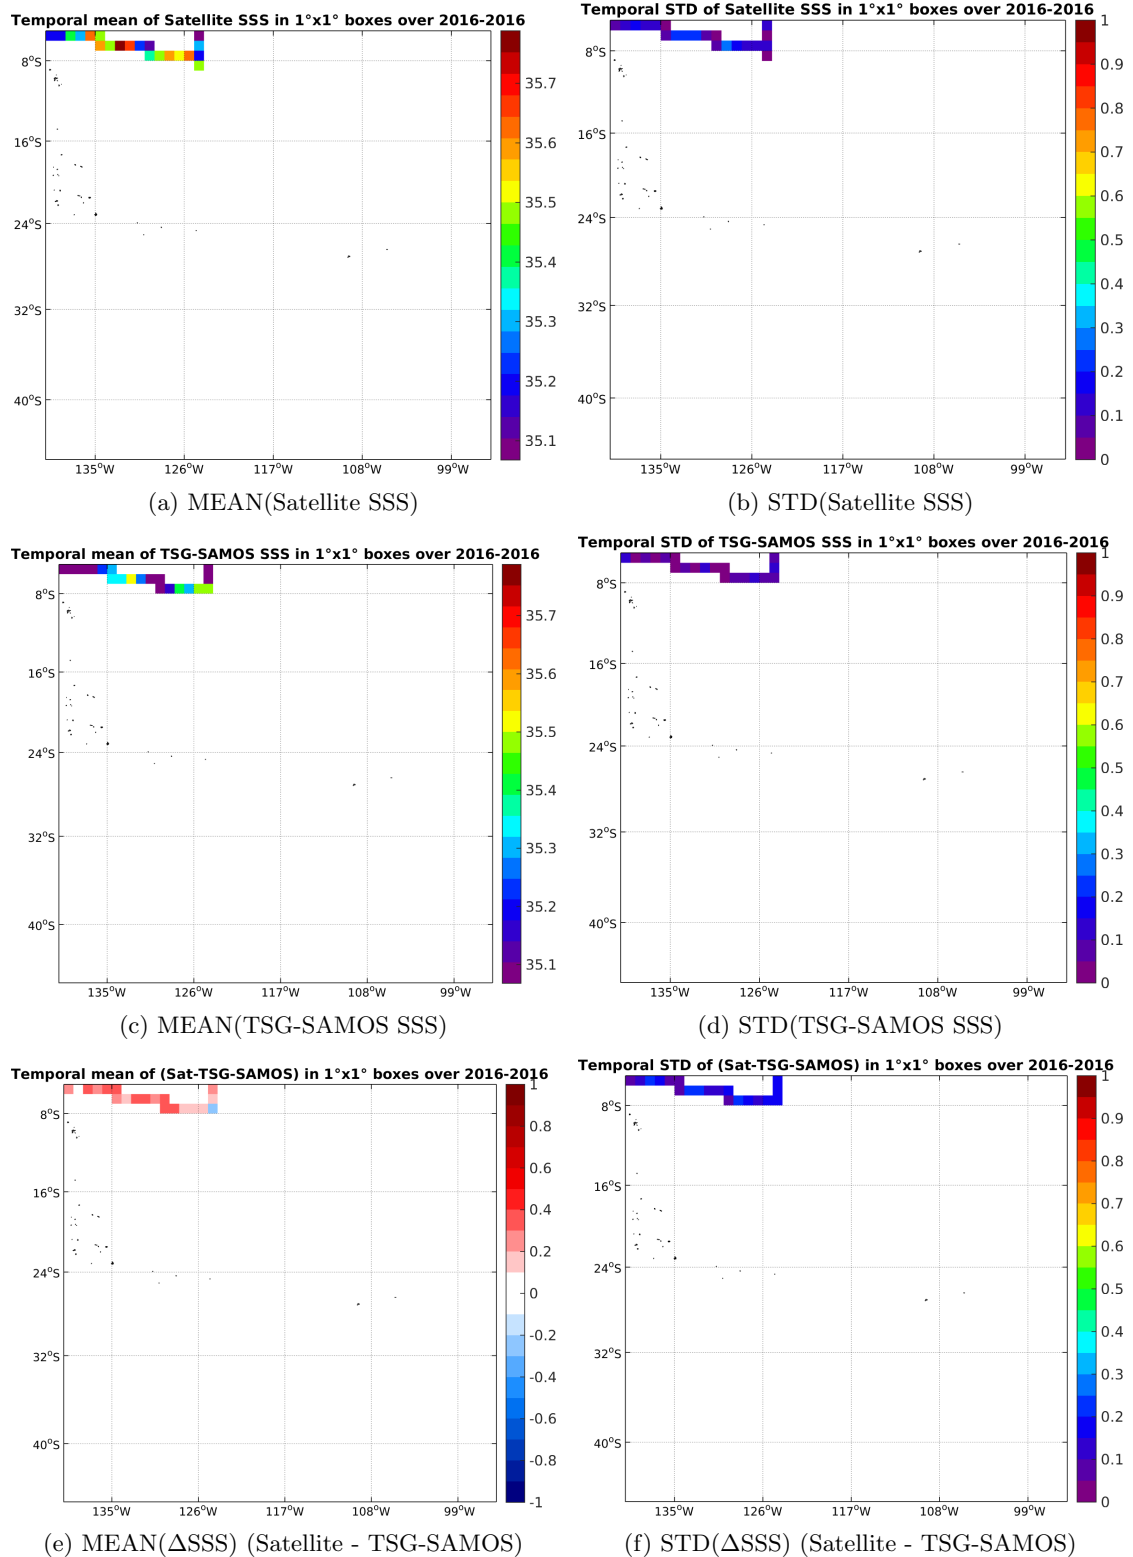 Temporal mean of Satellite SSS in 1°x1° boxes over 2016-2016
8°S
16°S
24°S
32°S
40°S
135°W 126°W 117°W 108°W 99°W
35.7
35.6
35.5
35.4
35.3
35.2
35.1
(a) MEAN(Satellite SSS)
Temporal STD of Satellite SSS in 1°x1° boxes over 2016-2016
8°S
16°S
24°S
32°S
40°S
135°W 126°W 117°W 108°W 99°W
1
0.9
0.8
0.7
0.6
0.5
0.4
0.3
0.2
0.1
0
(b) STD(Satellite SSS)
Temporal mean of TSG-SAMOS SSS in 1°x1° boxes over 2016-2016
8°S
16°S
24°S
32°S
40°S
135°W 126°W 117°W 108°W 99°W
35.7
35.6
35.5
35.4
35.3
35.2
35.1
(c) MEAN(TSG-SAMOS SSS)
Temporal STD of TSG-SAMOS SSS in 1°x1° boxes over 2016-2016
8°S
16°S
24°S
32°S
40°S
135°W 126°W 117°W 108°W 99°W
1
0.9
0.8
0.7
0.6
0.5
0.4
0.3
0.2
0.1
0
(d) STD(TSG-SAMOS SSS)
Temporal mean of (Sat-TSG-SAMOS) in 1°x1° boxes over 2016-2016
8°S
16°S
24°S
32°S
40°S
135°W 126°W 117°W 108°W 99°W
1
0.8
0.6
0.4
0.2
0
-0.2
-0.4
-0.6
-0.8
-1
(e) MEAN(ΔSSS) (Satellite - TSG-SAMOS)
Temporal STD of (Sat-TSG-SAMOS) in 1°x1° boxes over 2016-2016
8°S
16°S
24°S
32°S
40°S
135°W 126°W 117°W 108°W 99°W
1
0.9
0.8
0.7
0.6
0.5
0.4
0.3
0.2
0.1
0
(f) STD(ΔSSS) (Satellite - TSG-SAMOS)